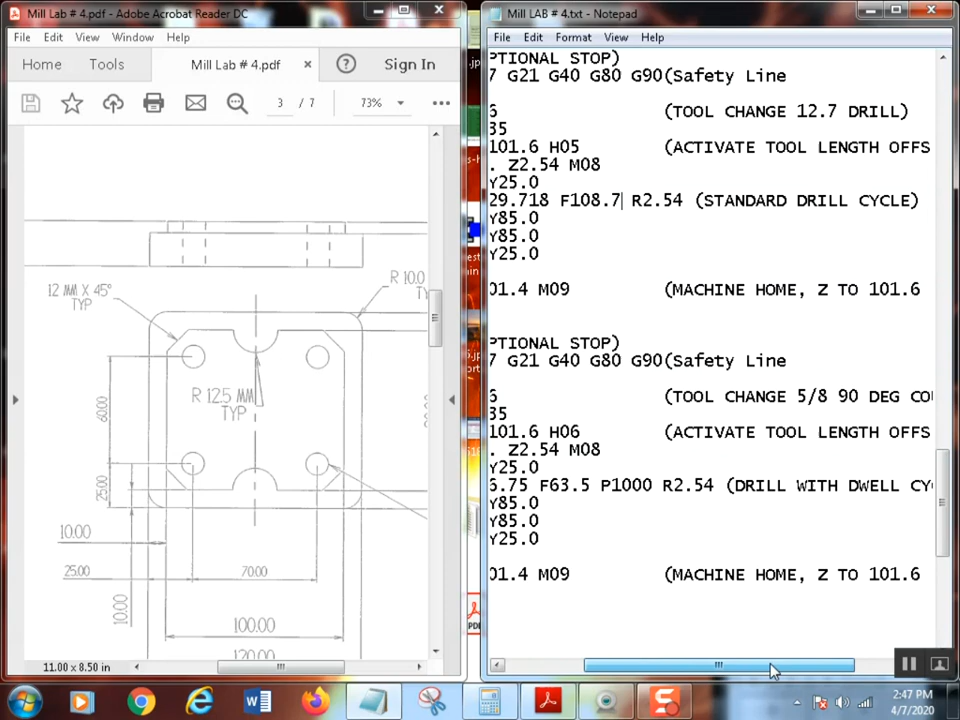 Mill Lab # 4.pdf - Adobe Acrobat Reader DC
File Edit View Window Help
Home Tools Mill Lab # 4.pdf × ? Sign In
3 / 7 73%
12 MM X 45°
TYP
R 10.0
R 12.5 MM
TYP
60.00
25.00
10.00
25.00
70.00
10.00
100.00
120.00
11.00 x 8.50 in
Mill LAB # 4.txt - Notepad
File Edit Format View Help
PTIONAL STOP)
7 G21 G40 G80 G90(Safety Line
6 (TOOL CHANGE 12.7 DRILL)
35
101.6 H05 (ACTIVATE TOOL LENGTH OFFS
. Z2.54 M08
Y25.0
29.718 F108.7 R2.54 (STANDARD DRILL CYCLE)
Y85.0
Y85.0
Y25.0
01.4 M09 (MACHINE HOME, Z TO 101.6
PTIONAL STOP)
7 G21 G40 G80 G90(Safety Line
6 (TOOL CHANGE 5/8 90 DEG CO
35
101.6 H06 (ACTIVATE TOOL LENGTH OFFS
. Z2.54 M08
Y25.0
6.75 F63.5 P1000 R2.54 (DRILL WITH DWELL CY
Y85.0
Y85.0
Y25.0
01.4 M09 (MACHINE HOME, Z TO 101.6
2:47 PM
4/7/2020